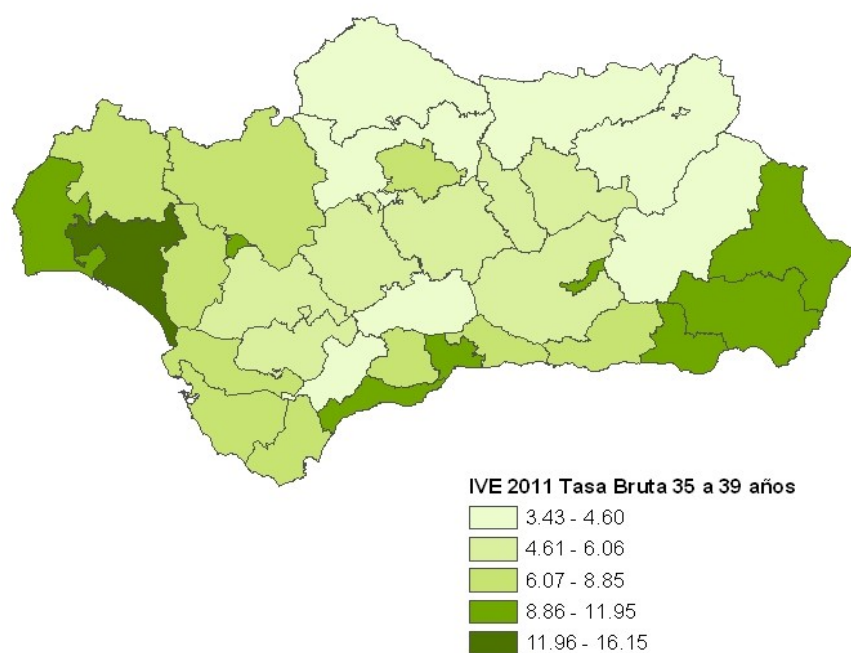 IVE 2011 Tasa Bruta 35 a 39 años
3.43 - 4.60
4.61 - 6.06
6.07 - 8.85
8.86 - 11.95
11.96 - 16.15